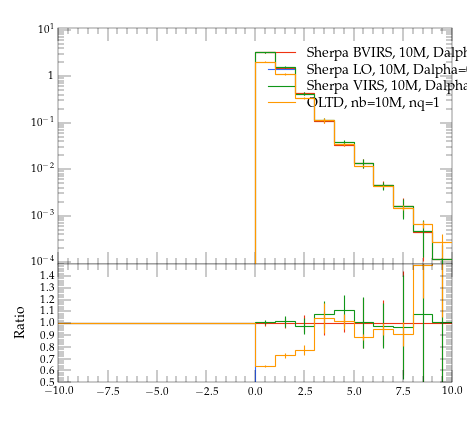 10^1
Sherpa BVIRS, 10M, Dalph
Sherpa LO, 10M, Dalpha=
Sherpa VIRS, 10M, Dalpha
OLTD, nb=10M, nq=1
1
10^−1
10^−2
10^−3
10^−4
1.4
1.3
1.2
1.1
1.0
0.9
0.8
0.7
0.6
0.5
Ratio
−10.0 −7.5 −5.0 −2.5 0.0 2.5 5.0 7.5 10.0